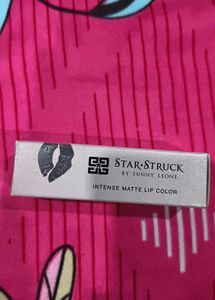 STAR·STRUCK
BY SUNNY LEONE
INTENSE MATTE LIP COLOR